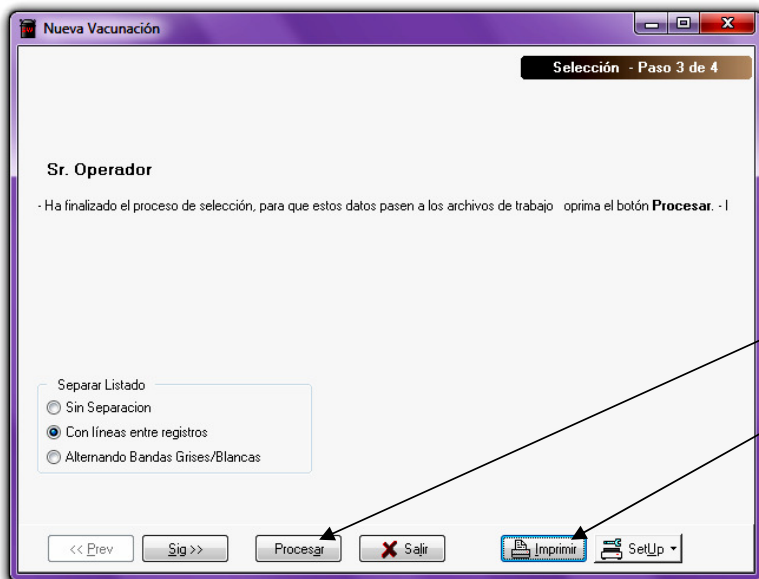 Nueva Vacunación
Selección - Paso 3 de 4
Sr. Operador
- Ha finalizado el proceso de selección, para que estos datos pasen a los archivos de trabajo oprima el botón Procesar. - I
Separar Listado
Sin Separacion
Con líneas entre registros
Alternando Bandas Grises/Blancas
<< Prev Sig >> Procesar Salir Imprimir SetUp